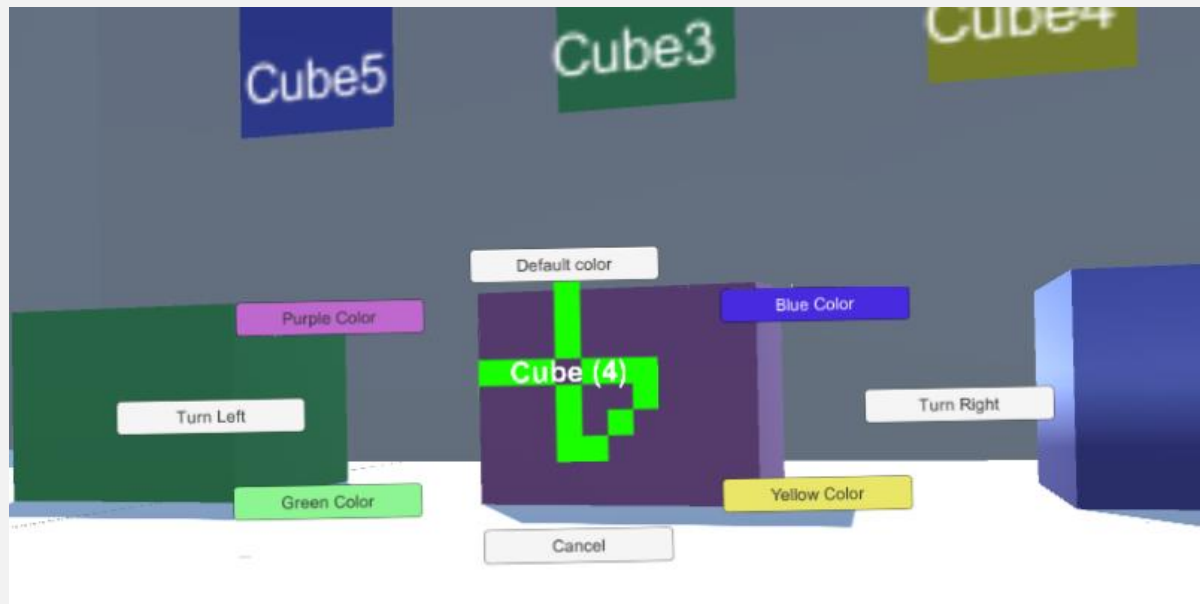 Cube5
Cube3
Cube4
Default color
Purple Color
Blue Color
Cube (4)
Turn Left
Turn Right
Green Color
Yellow Color
Cancel